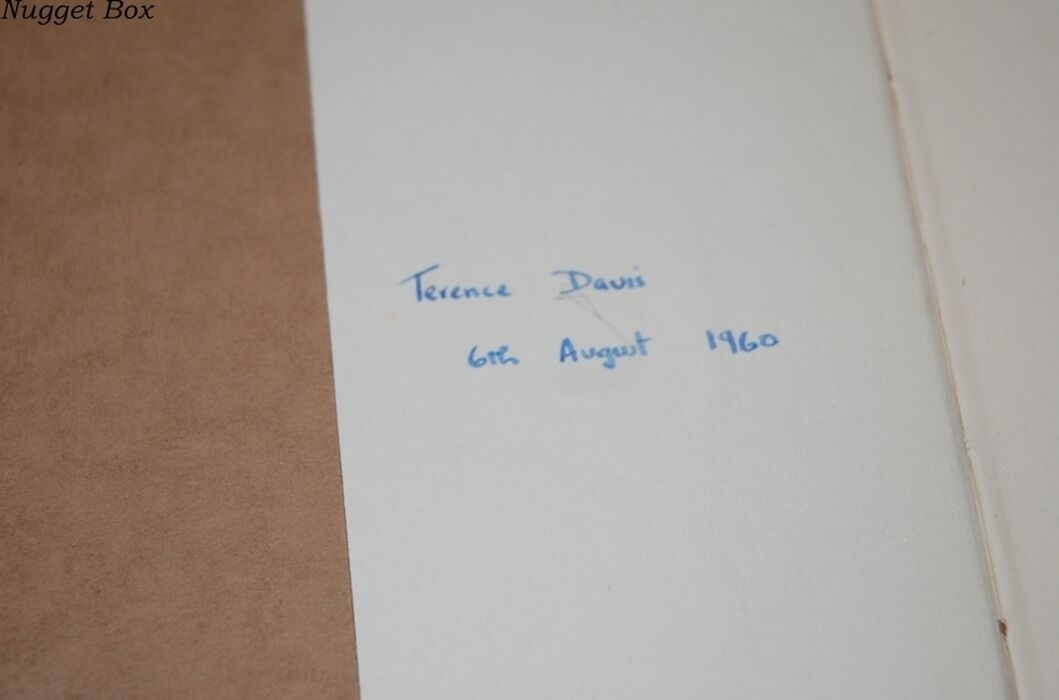 Nugget Box
Terence Davis
6th August 1960